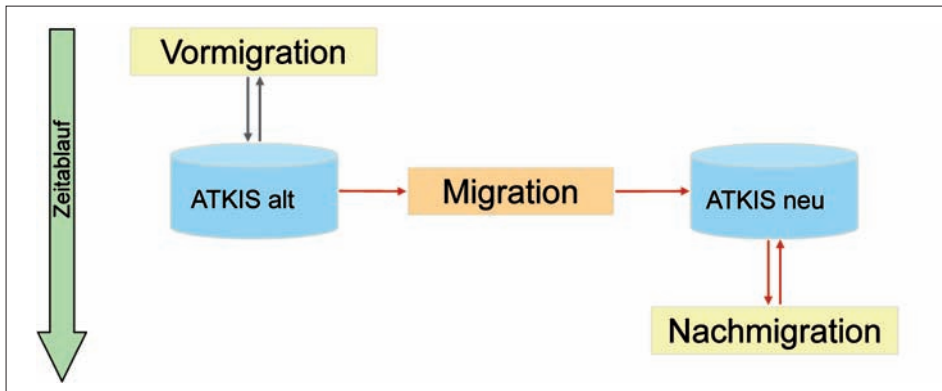 Zeitablauf
Vormigration
ATKIS alt
Migration
ATKIS neu
Nachmigration